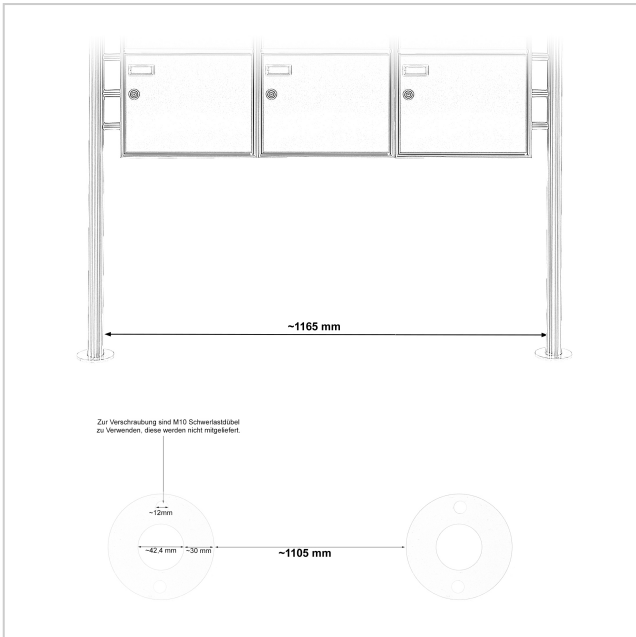 ~1165 mm
Zur Verschraubung sind M10 Schwerlastdübel
zu Verwenden, diese werden nicht mitgeliefert.
~12mm
~42,4 mm
~30 mm
~1105 mm